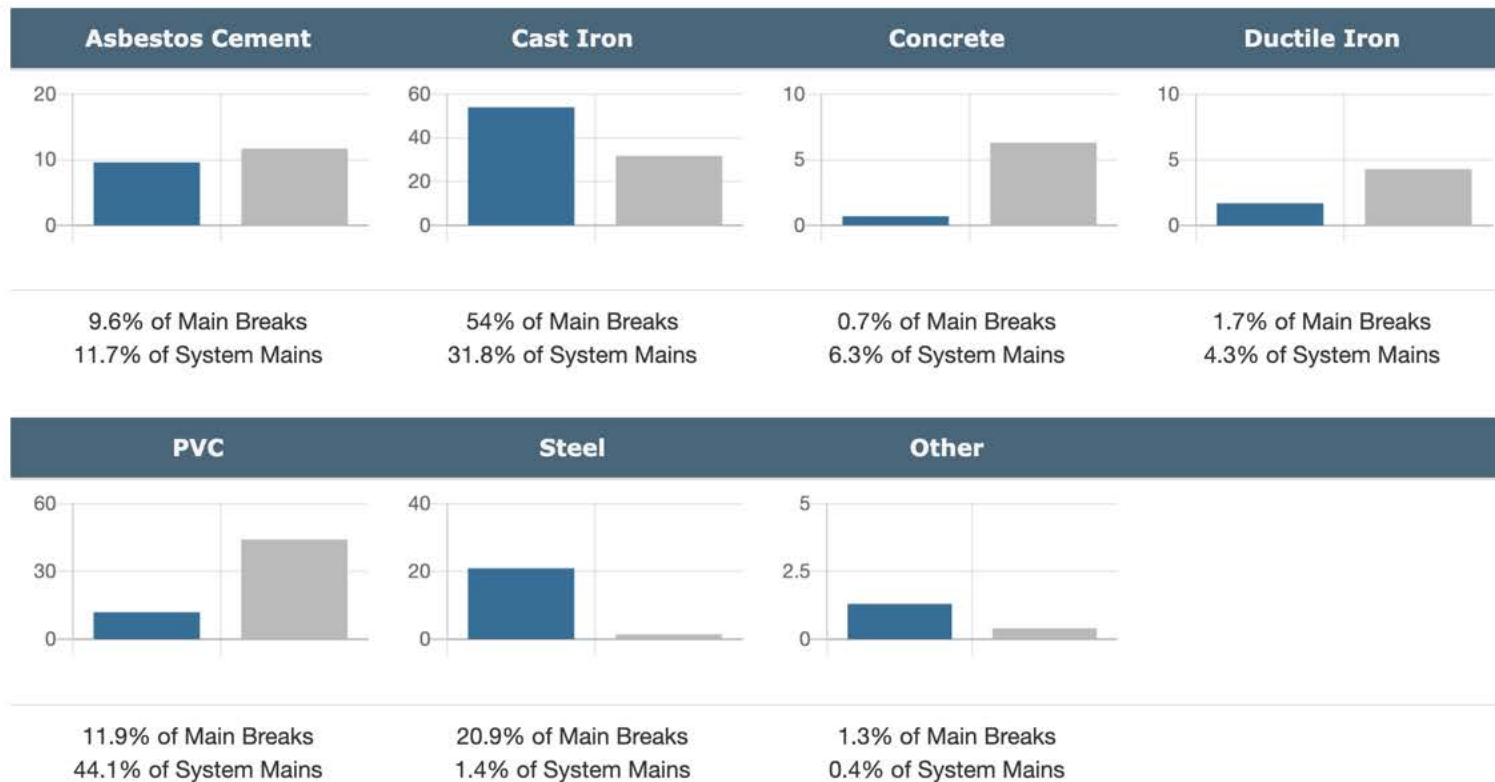 Asbestos Cement
Cast Iron
Concrete
Ductile Iron
20
10
0
60
40
20
0
10
5
0
10
5
0
9.6% of Main Breaks
11.7% of System Mains
54% of Main Breaks
31.8% of System Mains
0.7% of Main Breaks
6.3% of System Mains
1.7% of Main Breaks
4.3% of System Mains
PVC
Steel
Other
60
30
0
40
20
0
5
2.5
0
11.9% of Main Breaks
44.1% of System Mains
20.9% of Main Breaks
1.4% of System Mains
1.3% of Main Breaks
0.4% of System Mains